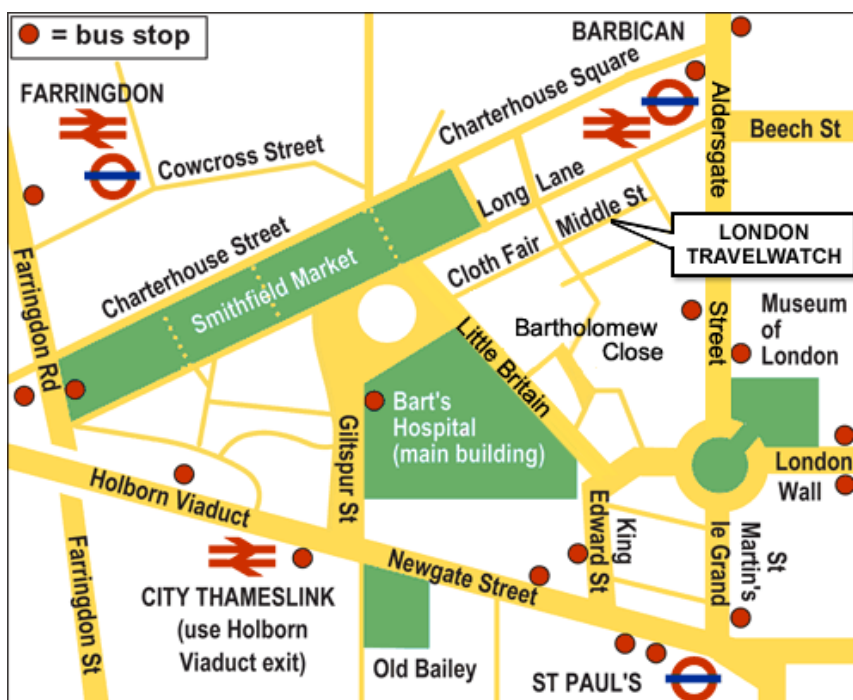 = bus stop
BARBICAN
FARRINGDON
Charterhouse Square
Aldersgate
Beech St
Cowcross Street
Long Lane
Middle St
LONDON
TRAVELWATCH
Cloth Fair
Charterhouse Street
Smithfield Market
Farringdon Rd
Street
Museum
of
London
Bartholomew
Close
Little Britain
Bart's
Hospital
(main building)
Giltspur St
Holborn Viaduct
London
Wall
King
Edward St
St
Martin's
le Grand
Farringdon St
Newgate Street
CITY THAMESLINK
(use Holborn
Viaduct exit)
Old Bailey
ST PAUL'S